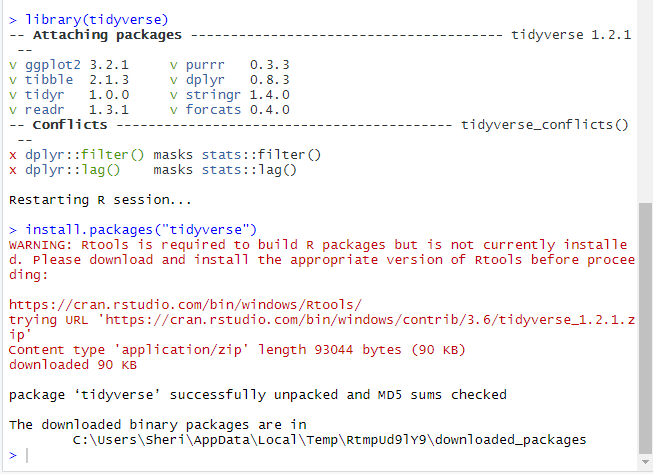 > library(tidyverse)
-- Attaching packages --------------------------------------- tidyverse 1.2.1
--
v ggplot2 3.2.1     v purrr   0.3.3
v tibble  2.1.3     v dplyr   0.8.3
v tidyr   1.0.0     v stringr 1.4.0
v readr   1.3.1     v forcats 0.4.0
-- Conflicts ------------------------------------------ tidyverse_conflicts()
--
x dplyr::filter() masks stats::filter()
x dplyr::lag()    masks stats::lag()
Restarting R session...
> install.packages("tidyverse")
WARNING: Rtools is required to build R packages but is not currently installe
d. Please download and install the appropriate version of Rtools before procee
ding:
https://cran.rstudio.com/bin/windows/Rtools/
trying URL 'https://cran.rstudio.com/bin/windows/contrib/3.6/tidyverse_1.2.1.z
ip'
Content type 'application/zip' length 93044 bytes (90 KB)
downloaded 90 KB
package ‘tidyverse’ successfully unpacked and MD5 sums checked
The downloaded binary packages are in
        C:\Users\Sheri\AppData\Local\Temp\RtmpUd9lY9\downloaded_packages
>